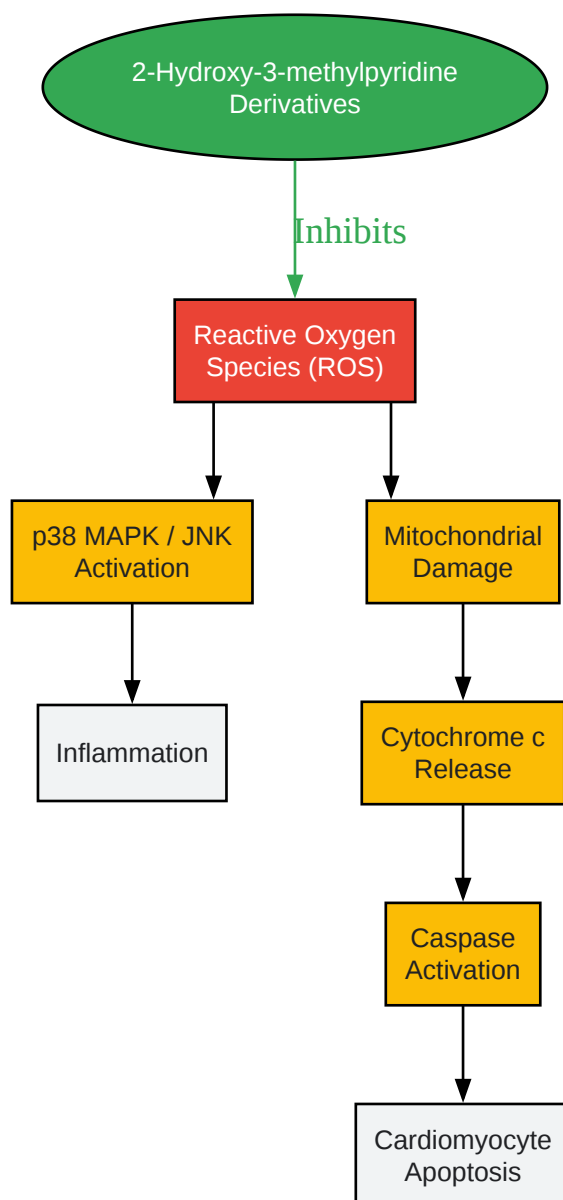 2-Hydroxy-3-methylpyridine
Derivatives
Inhibits
Reactive Oxygen
Species (ROS)
p38 MAPK / JNK
Activation
Mitochondrial
Damage
Inflammation
Cytochrome c
Release
Caspase
Activation
Cardiomyocyte
Apoptosis